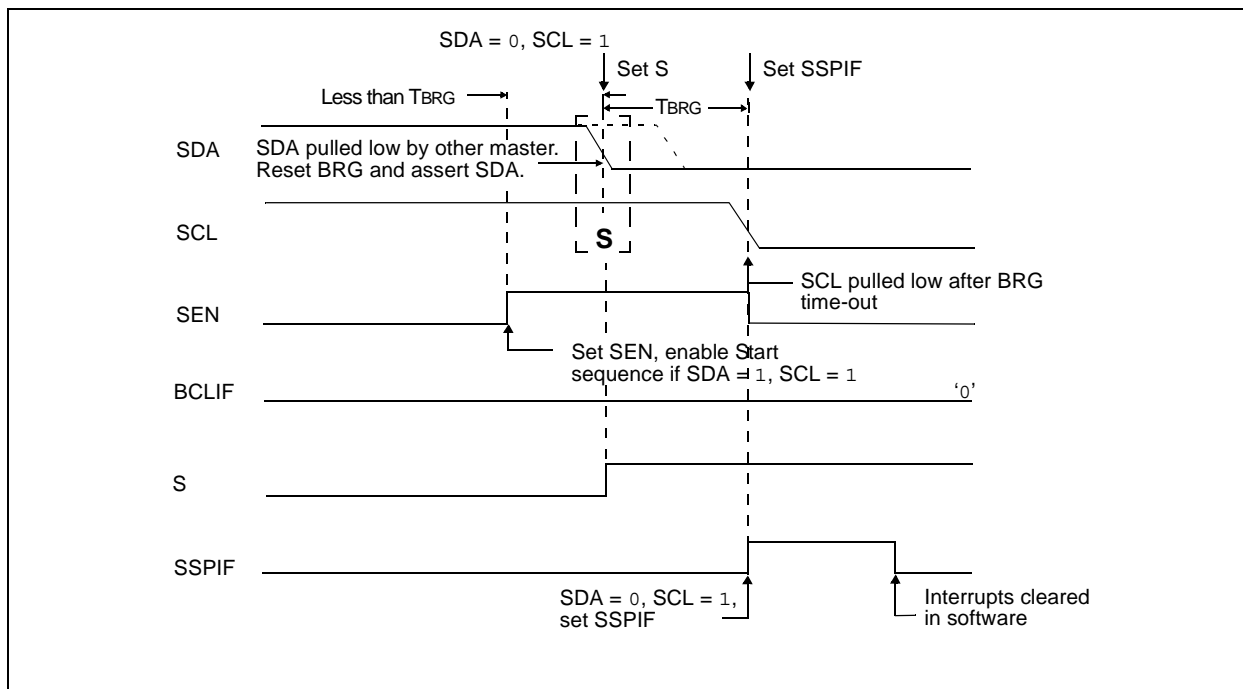 SDA = 0, SCL = 1
Set S
Set SSPIF
Less than TBRG
TBRG
SDA
SDA pulled low by other master.
Reset BRG and assert SDA.
SCL
S
SCL pulled low after BRG
time-out
SEN
Set SEN, enable Start
sequence if SDA = 1, SCL = 1
BCLIF
‘0’
S
SSPIF
SDA = 0, SCL = 1,
set SSPIF
Interrupts cleared
in software